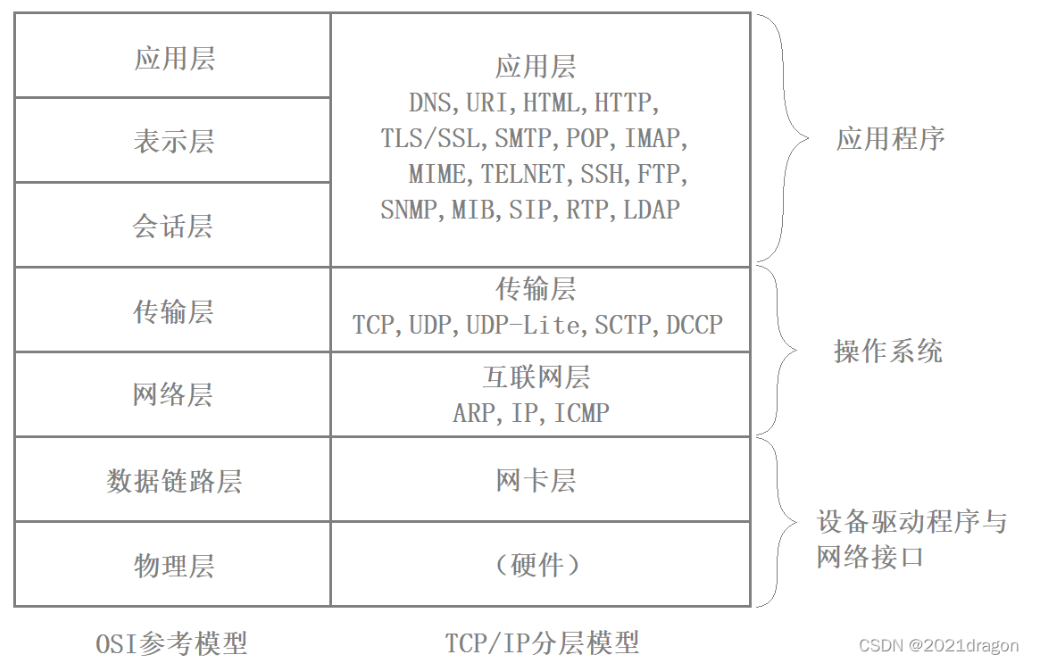 应用层
表示层
会话层
传输层
网络层
数据链路层
物理层
OSI参考模型
应用层
DNS,URI,HTML,HTTP,
TLS/SSL,SMTP,POP,IMAP,
MIME,TELNET,SSH,FTP,
SNMP,MIB,SIP,RTP,LDAP
传输层
TCP,UDP,UDP-Lite,SCTP,DCCP
互联网层
ARP,IP,ICMP
网卡层
（硬件）
TCP/IP分层模型
应用程序
操作系统
设备驱动程序与
网络接口
CSDN @2021dragon